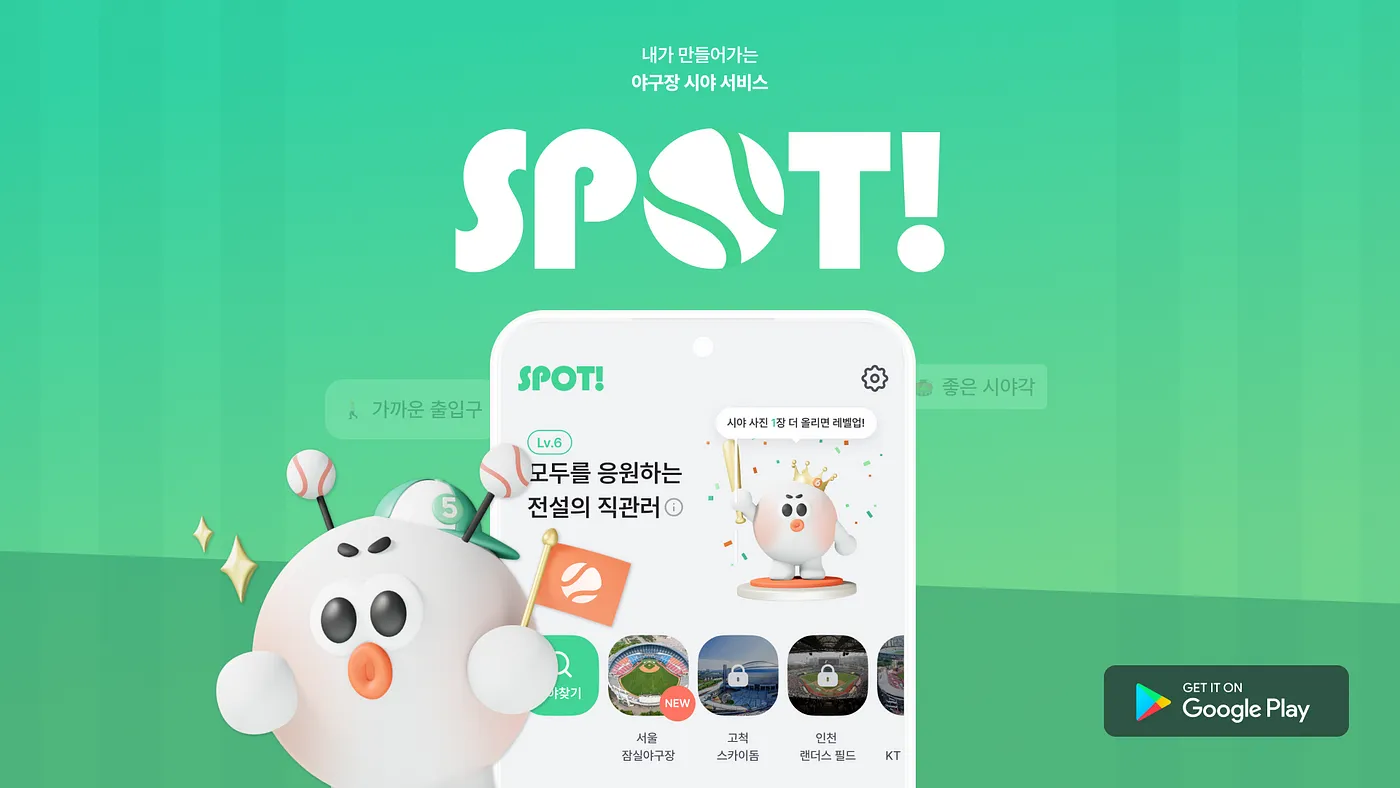 내가 만들어가는
야구장 시야 서비스
SPOT!
SPOT!
가까운 출입구
좋은 시야각
시야 사진 1장 더 올리면 레벨업!
Lv.6
모두를 응원하는
전설의 직관러
5
야찾기
NEW
서울
잠실야구장
고척
스카이돔
인천
랜더스 필드
KT
GET IT ON
Google Play